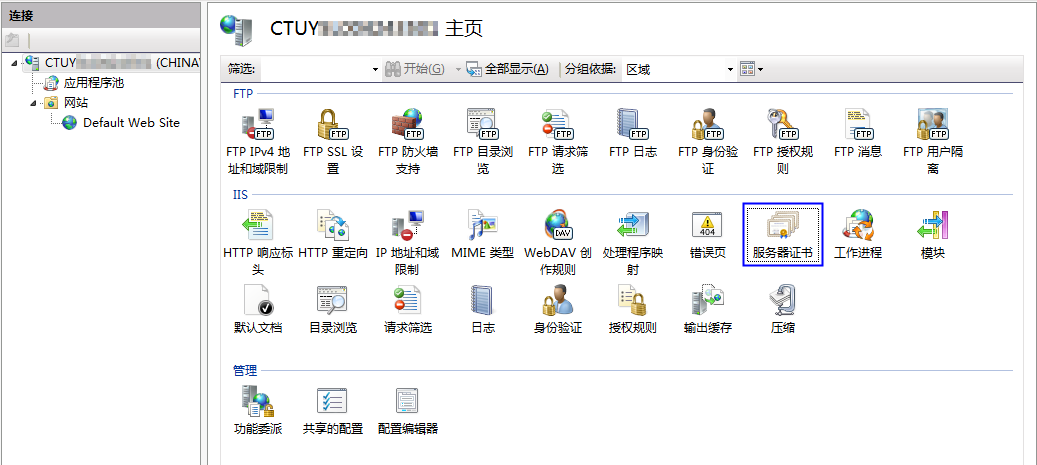 连接
CTUY (CHINA
应用程序池
网站
Default Web Site
CTUY 主页
筛选: 开始(G) 全部显示(A) 分组依据: 区域
FTP
FTP IPv4 地址和域限制
FTP SSL 设置
FTP 防火墙支持
FTP 目录浏览
FTP 请求筛选
FTP 日志
FTP 身份验证
FTP 授权规则
FTP 消息
FTP 用户隔离
IIS
HTTP 响应标头
HTTP 重定向
IP 地址和域限制
MIME 类型
WebDAV 创作规则
处理程序映射
错误页
服务器证书
工作进程
模块
默认文档
目录浏览
请求筛选
日志
身份验证
授权规则
输出缓存
压缩
管理
功能委派
共享的配置
配置编辑器